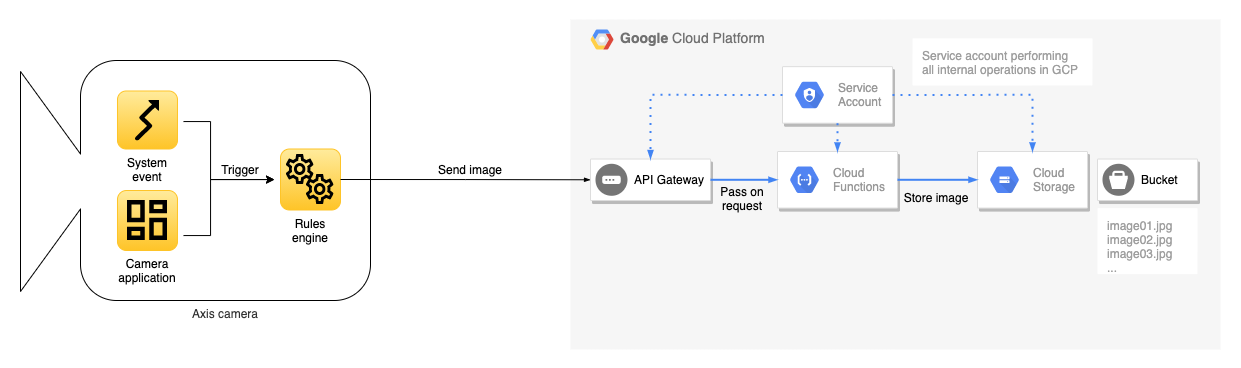 Google Cloud Platform
Service account performing
all internal operations in GCP
Service
Account
System
event
Trigger
Camera
application
Rules
engine
Axis camera
Send image
API Gateway
Pass on
request
Cloud
Functions
Store image
Cloud
Storage
Bucket
image01.jpg
image02.jpg
image03.jpg
...